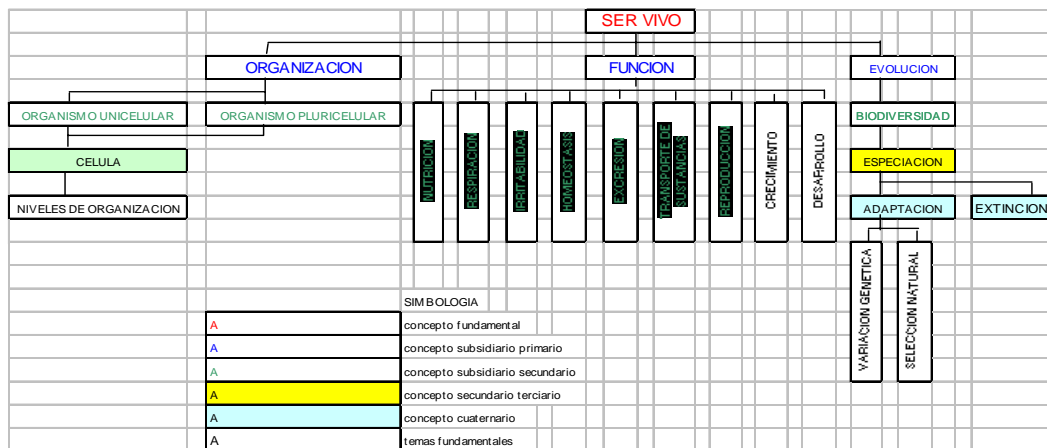 SER VIVO
ORGANIZACION
FUNCION
EVOLUCION
ORGANISMO UNICELULAR
ORGANISMO PLURICELULAR
NUTRICION
RESPIRACION
IRRITABILIDAD
HOMEOSTASIS
EXCRESION
TRANSPORTE DE
SUSTANCIAS
REPRODUCCION
CRECIMIENTO
DESARROLLO
BIODIVERSIDAD
CELULA
ESPECIACION
NIVELES DE ORGANIZACION
ADAPTACION
EXTINCION
VARIACION GENETICA
SELECCION NATURAL
SIMBOLOGIA
A concepto fundamental
A concepto subsidiario primario
A concepto subsidiario secundario
A concepto secundario terciario
A concepto cuaternario
A temas fundamentales